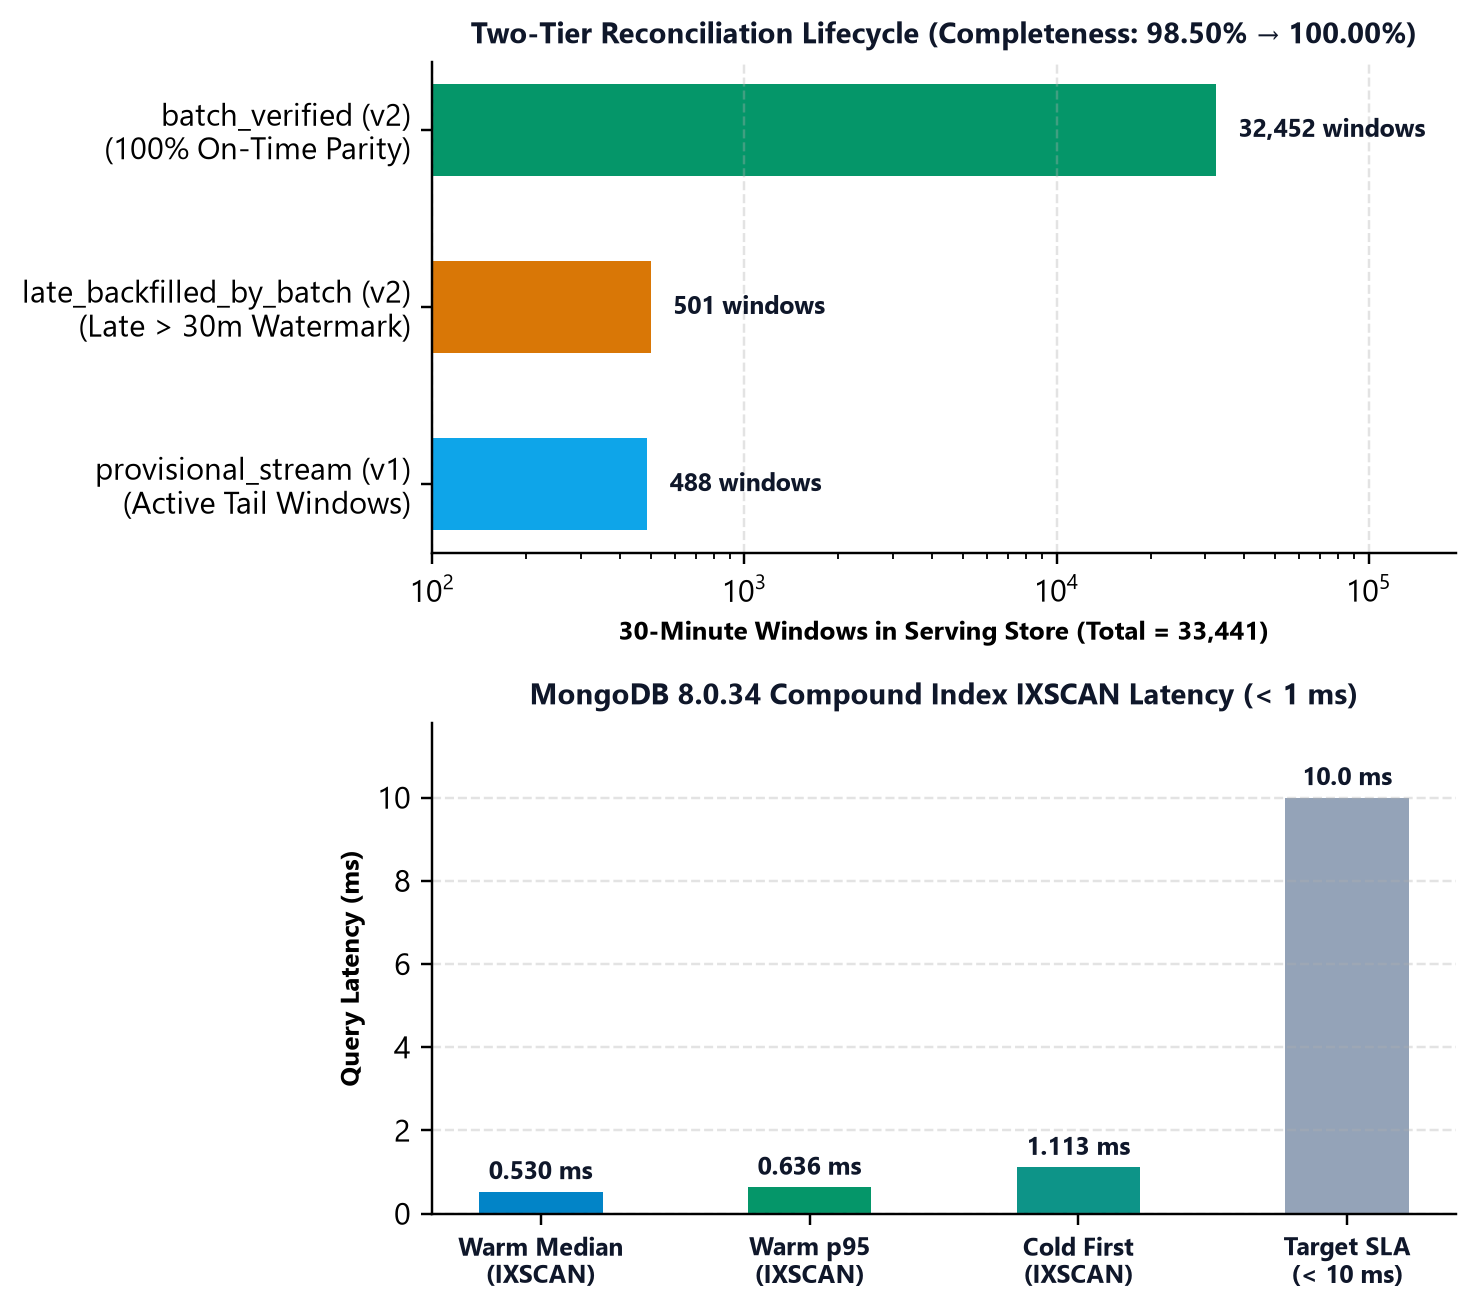 Two-Tier Reconciliation Lifecycle (Completeness: 98.50% → 100.00%)
batch_verified (v2)
(100% On-Time Parity)
32,452 windows
late_backfilled_by_batch (v2)
(Late > 30m Watermark)
501 windows
provisional_stream (v1)
(Active Tail Windows)
488 windows
10² 10³ 10⁴ 10⁵
30-Minute Windows in Serving Store (Total = 33,441)
MongoDB 8.0.34 Compound Index IXSCAN Latency (< 1 ms)
Query Latency (ms)
10
8
6
4
2
0
0.530 ms
0.636 ms
1.113 ms
10.0 ms
Warm Median
(IXSCAN)
Warm p95
(IXSCAN)
Cold First
(IXSCAN)
Target SLA
(< 10 ms)